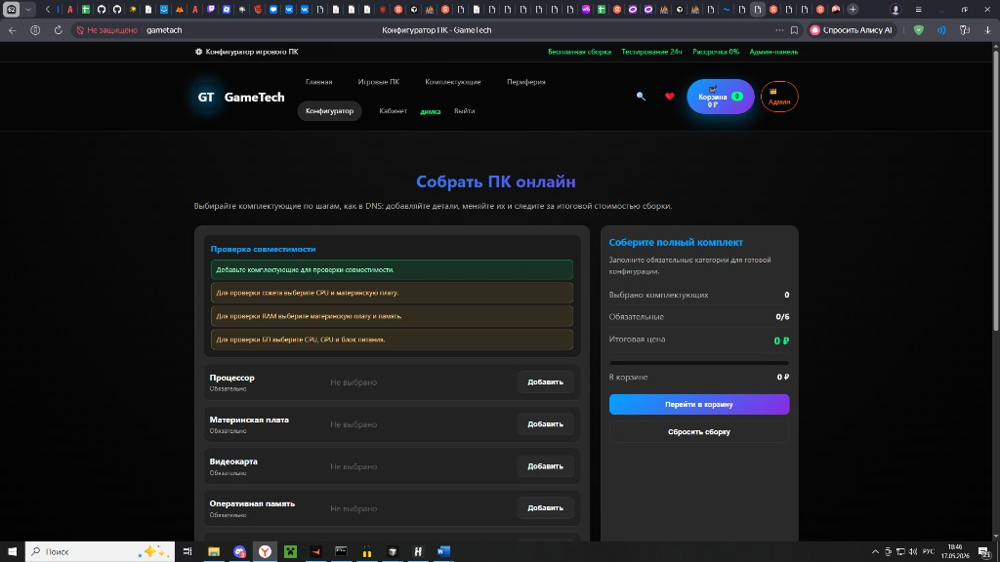 Не защищено gametach Конфигуратор ПК - GameTech Спросить Алису AI
Конфигуратор игрового ПК Бесплатная сборка Тестирование 24ч Рассрочка 0% Админ-панель
GT GameTech
Главная Игровые ПК Комплектующие Периферия
Конфигуратор Кабинет димка Выйти
Корзина 0
0 ₽
Админ
Собрать ПК онлайн
Выбирайте комплектующие по шагам, как в DNS: добавляйте детали, меняйте их и следите за итоговой стоимостью сборки.
Проверка совместимости
Добавьте комплектующие для проверки совместимости.
Для проверки сокета выберите CPU и материнскую плату.
Для проверки RAM выберите материнскую плату и память.
Для проверки БП выберите CPU, GPU и блок питания.
Процессор
Обязательно
Не выбрано
Добавить
Материнская плата
Обязательно
Не выбрано
Добавить
Видеокарта
Обязательно
Не выбрано
Добавить
Оперативная память
Обязательно
Не выбрано
Добавить
Соберите полный комплект
Заполните обязательные категории для готовой
конфигурации.
Выбрано комплектующих 0
Обязательные 0/6
Итоговая цена 0 ₽
В корзине 0 ₽
Перейти в корзину
Сбросить сборку
Поиск
РУС
18:46
17.05.2026